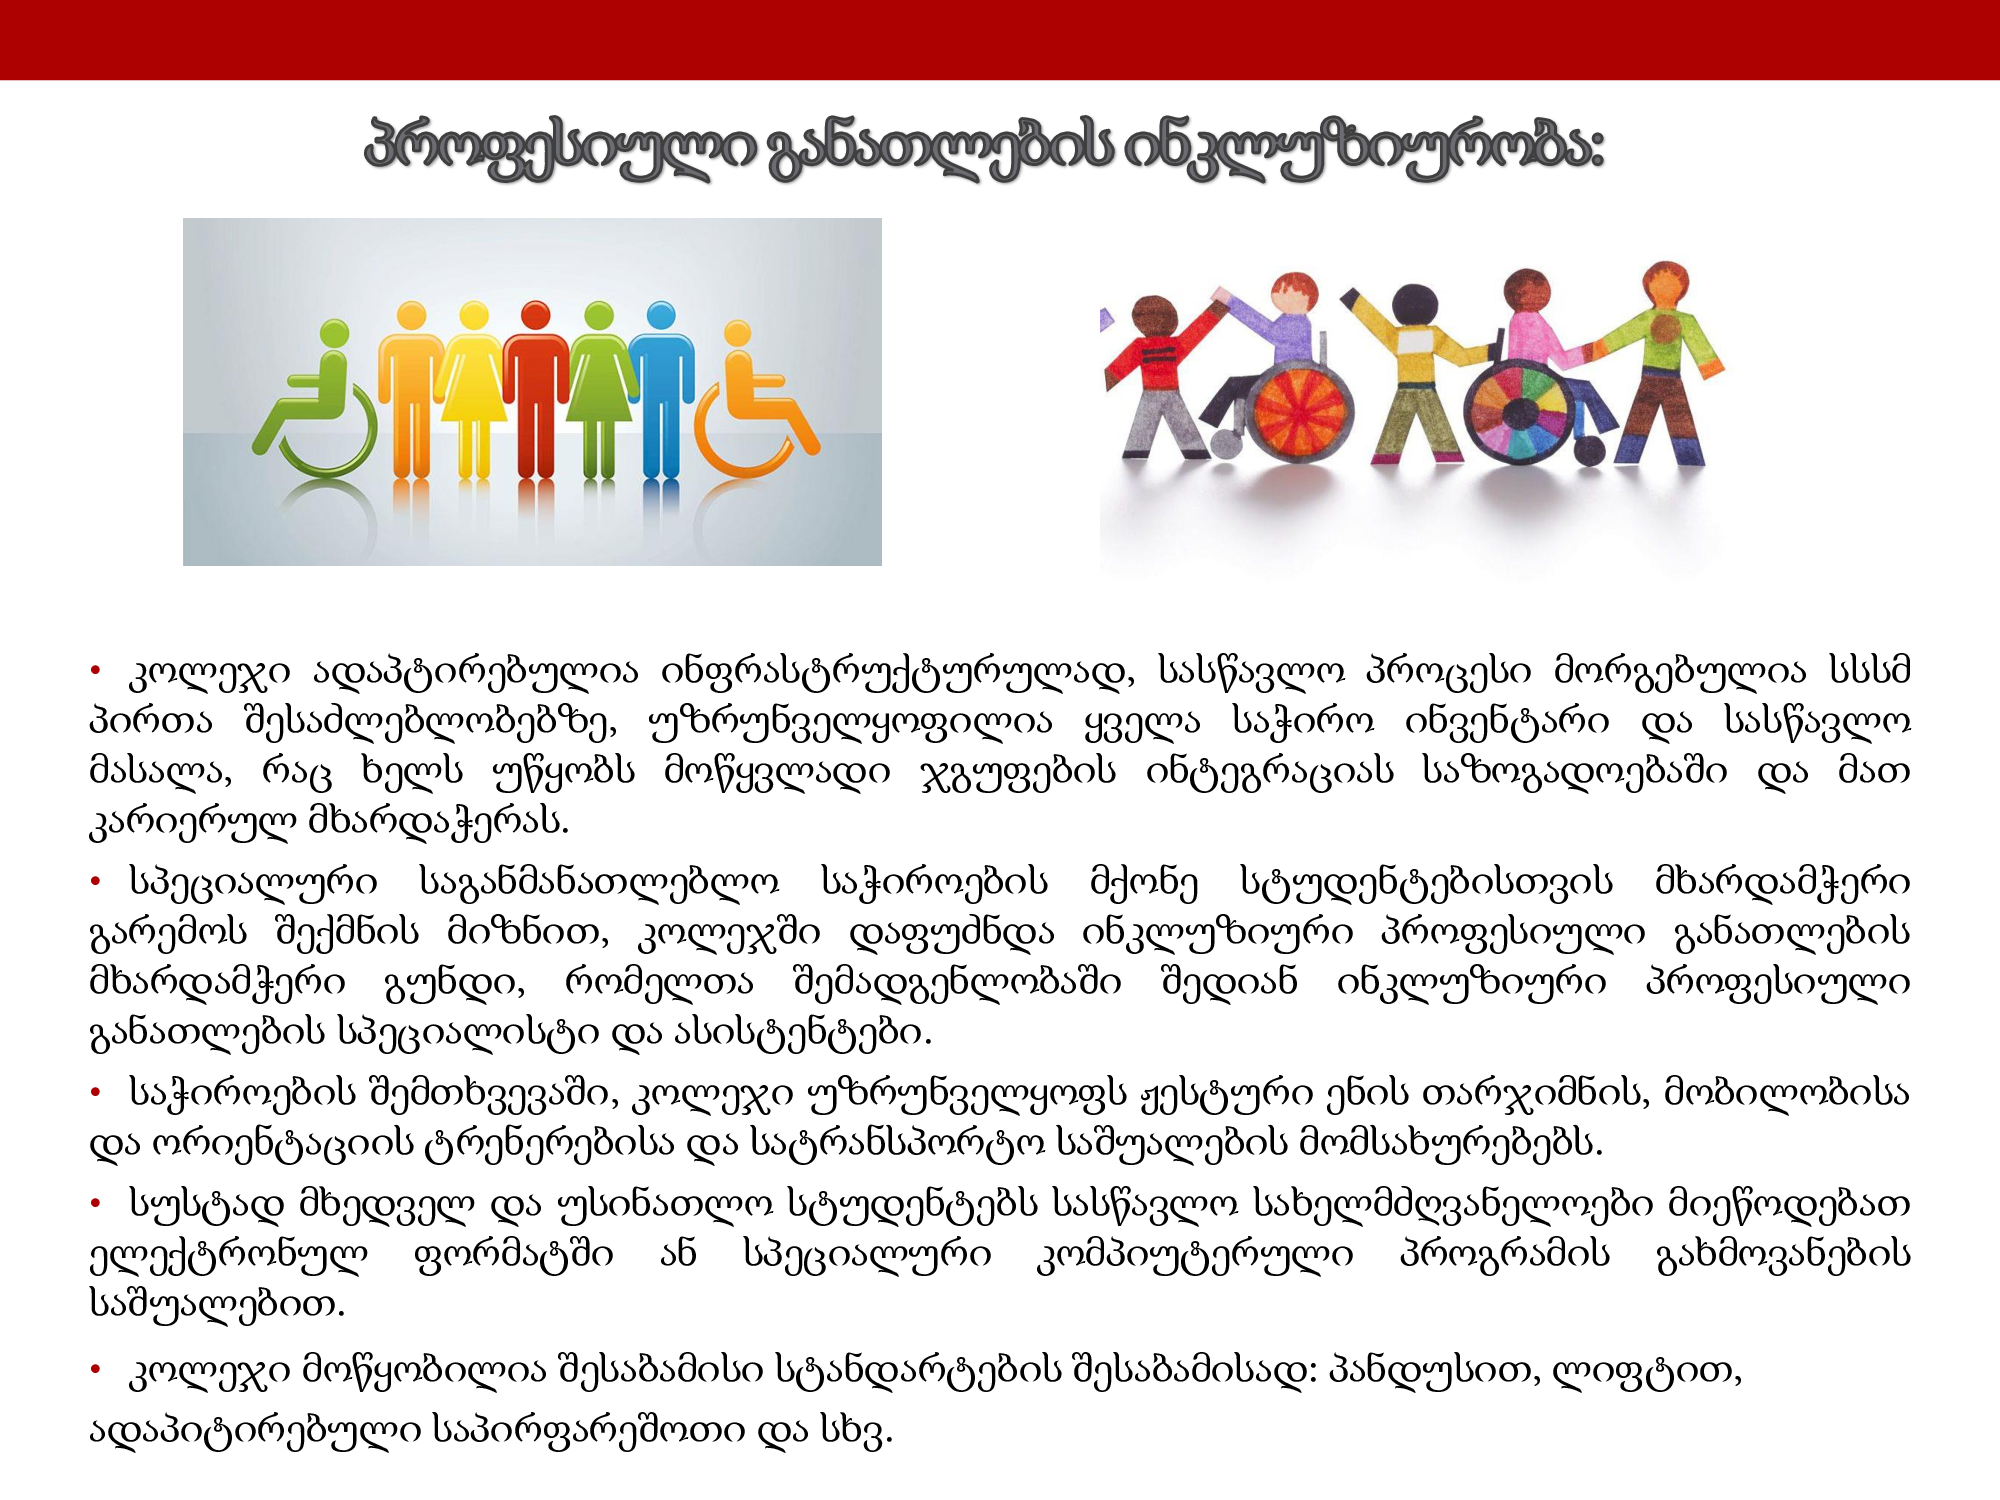 პროფესიული განათლების ინკლუზიურობა:
• კოლეჯი ადაპტირებულია ინფრასტრუქტურულად, სასწავლო პროცესი მორგებულია სსსმ
პირთა შესაძლებლობებზე, უზრუნველყოფილია ყველა საჭირო ინვენტარი და სასწავლო
მასალა, რაც ხელს უწყობს მოწყვლადი ჯგუფების ინტეგრაციას საზოგადოებაში და მათ
კარიერულ მხარდაჭერას.
• სპეციალური საგანმანათლებლო საჭიროების მქონე სტუდენტებისთვის მხარდამჭერი
გარემოს შექმნის მიზნით, კოლეჯში დაფუძნდა ინკლუზიური პროფესიული განათლების
მხარდამჭერი გუნდი, რომელთა შემადგენლობაში შედიან ინკლუზიური პროფესიული
განათლების სპეციალისტი და ასისტენტები.
• საჭიროების შემთხვევაში, კოლეჯი უზრუნველყოფს ჟესტური ენის თარჯიმნის, მობილობისა
და ორიენტაციის ტრენერებისა და სატრანსპორტო საშუალების მომსახურებებს.
• სუსტად მხედველ და უსინათლო სტუდენტებს სასწავლო სახელმძღვანელოები მიეწოდებათ
ელექტრონულ ფორმატში ან სპეციალური კომპიუტერული პროგრამის გახმოვანების
საშუალებით.
• კოლეჯი მოწყობილია შესაბამისი სტანდარტების შესაბამისად: პანდუსით, ლიფტით,
ადაპიტირებული საპირფარეშოთი და სხვ.